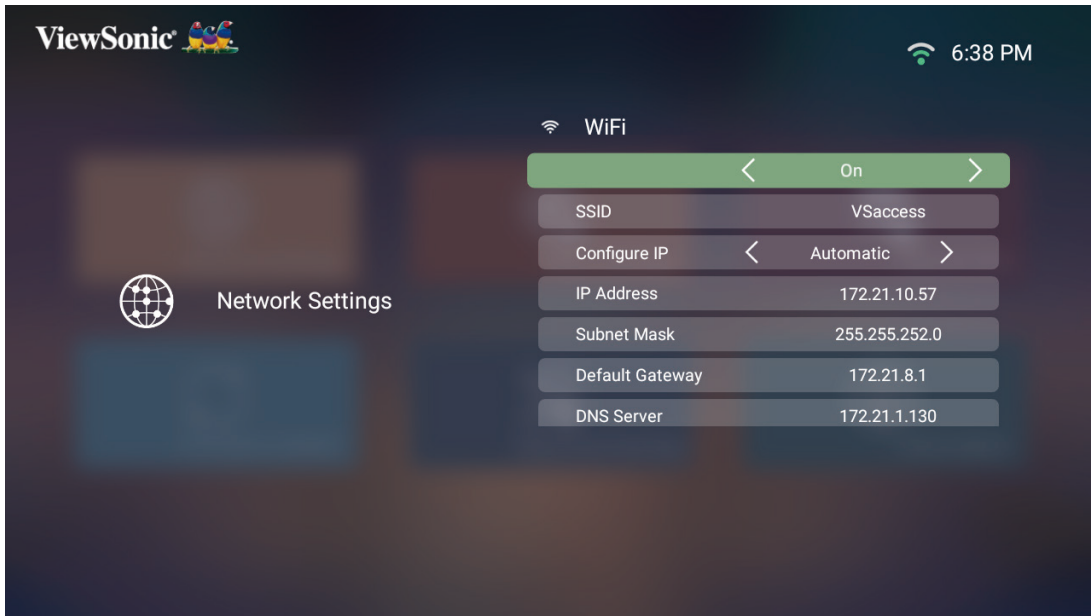 ViewSonic
6:38 PM
WiFi
On
SSID VSaccess
Configure IP Automatic
IP Address 172.21.10.57
Network Settings
Subnet Mask 255.255.252.0
Default Gateway 172.21.8.1
DNS Server 172.21.1.130